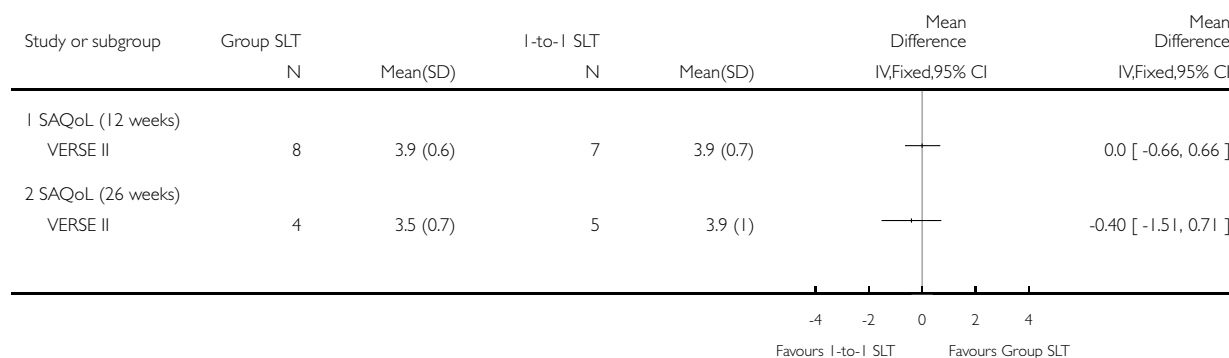 Study or subgroup Group SLT 1-to-1 SLT Mean Difference Mean Difference
N Mean(SD) N Mean(SD) IV,Fixed,95% CI IV,Fixed,95% CI
1 SAQoL (12 weeks)
VERSE II 8 3.9 (0.6) 7 3.9 (0.7) 0.0 [ -0.66, 0.66 ]
2 SAQoL (26 weeks)
VERSE II 4 3.5 (0.7) 5 3.9 (1) -0.40 [ -1.51, 0.71 ]
-4 -2 0 2 4
Favours 1-to-1 SLT Favours Group SLT